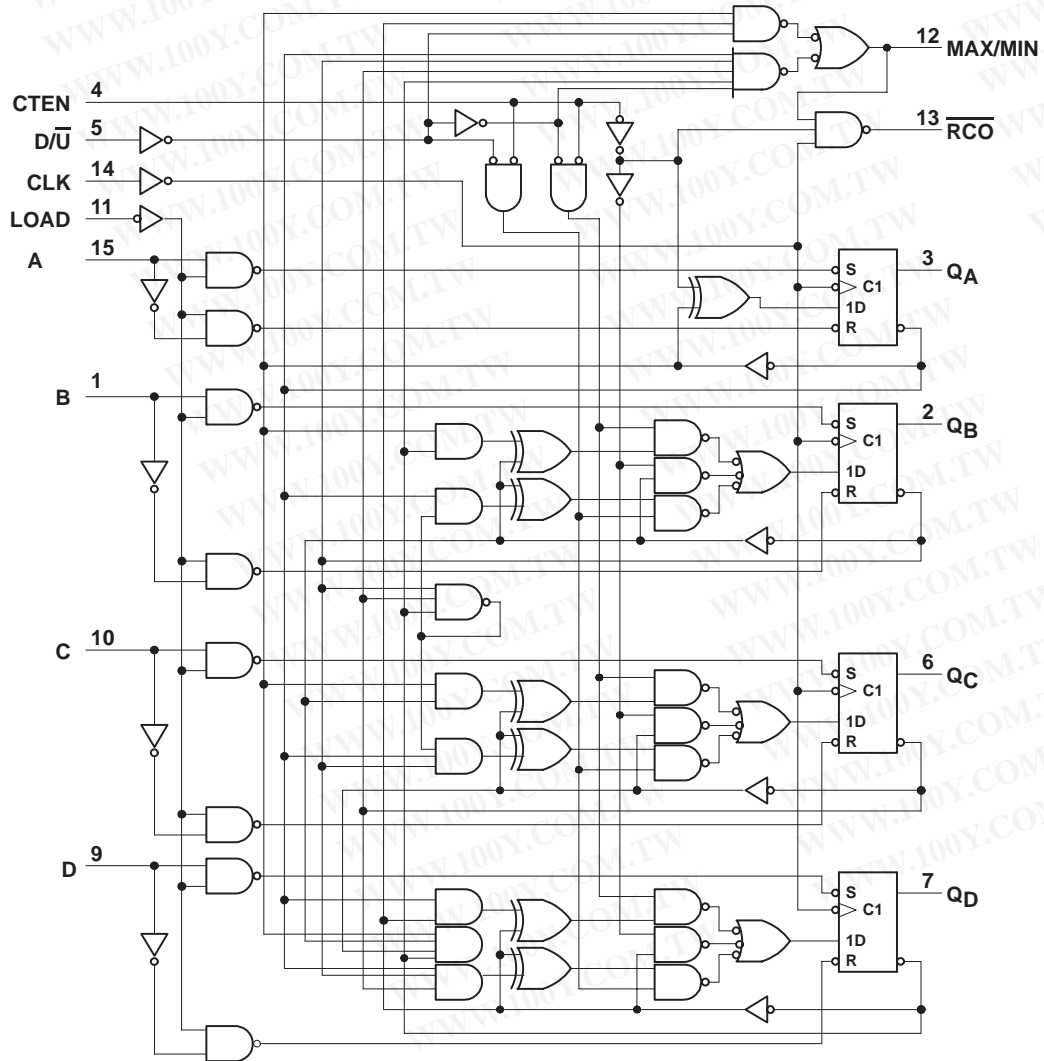 12 MAX/MIN
CTEN 4
D/U̅ 5
13 R̅C̅O̅
CLK 14
LOAD 11
A 15
S
C1
1D
R
3 QA
B 1
S
C1
1D
R
2 QB
C 10
S
C1
1D
R
6 QC
D 9
S
C1
1D
R
7 QD
WWW.100Y.COM.TW